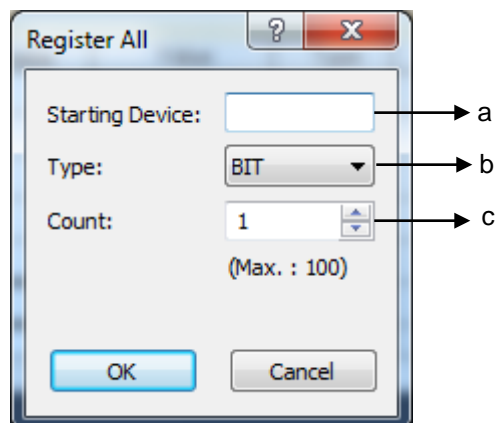 Register All
Starting Device: a
Type: BIT b
Count: 1 c
(Max. : 100)
OK Cancel